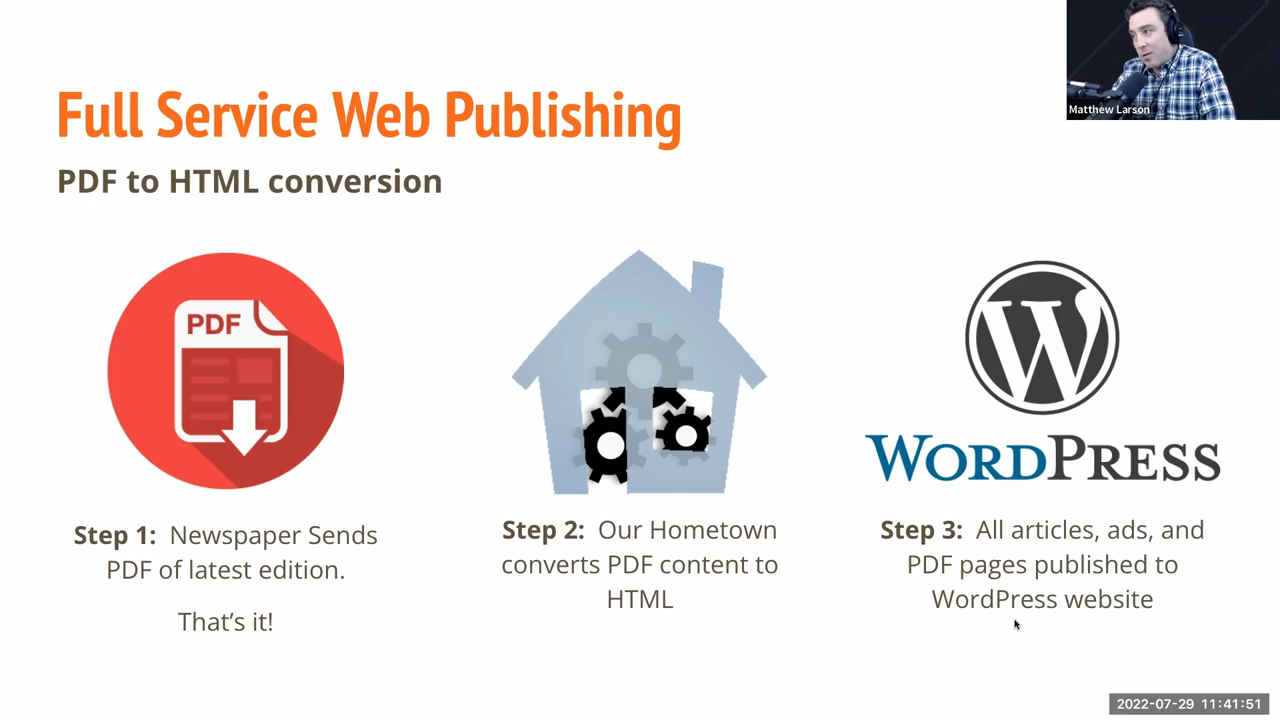 Full Service Web Publishing
PDF to HTML conversion
Matthew Larson
PDF
W
WORDPRESS
Step 1: Newspaper Sends
PDF of latest edition.
That's it!
Step 2: Our Hometown
converts PDF content to
HTML
Step 3: All articles, ads, and
PDF pages published to
WordPress website
2022-07-29 11:41:51